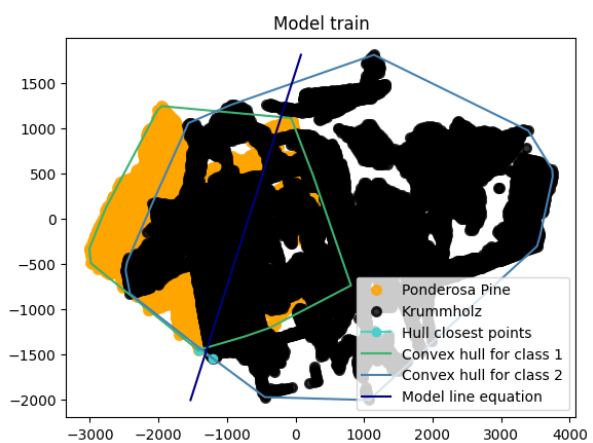 Model train
1500
1000
500
0
−500
−1000
−1500
−2000
Ponderosa Pine
Krummholz
Hull closest points
Convex hull for class 1
Convex hull for class 2
Model line equation
−3000 −2000 −1000 0 1000 2000 3000 4000